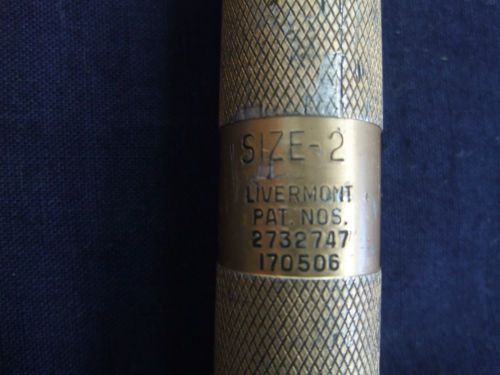 SIZE-2
LIVERMONT
PAT. NOS.
2732747
170506